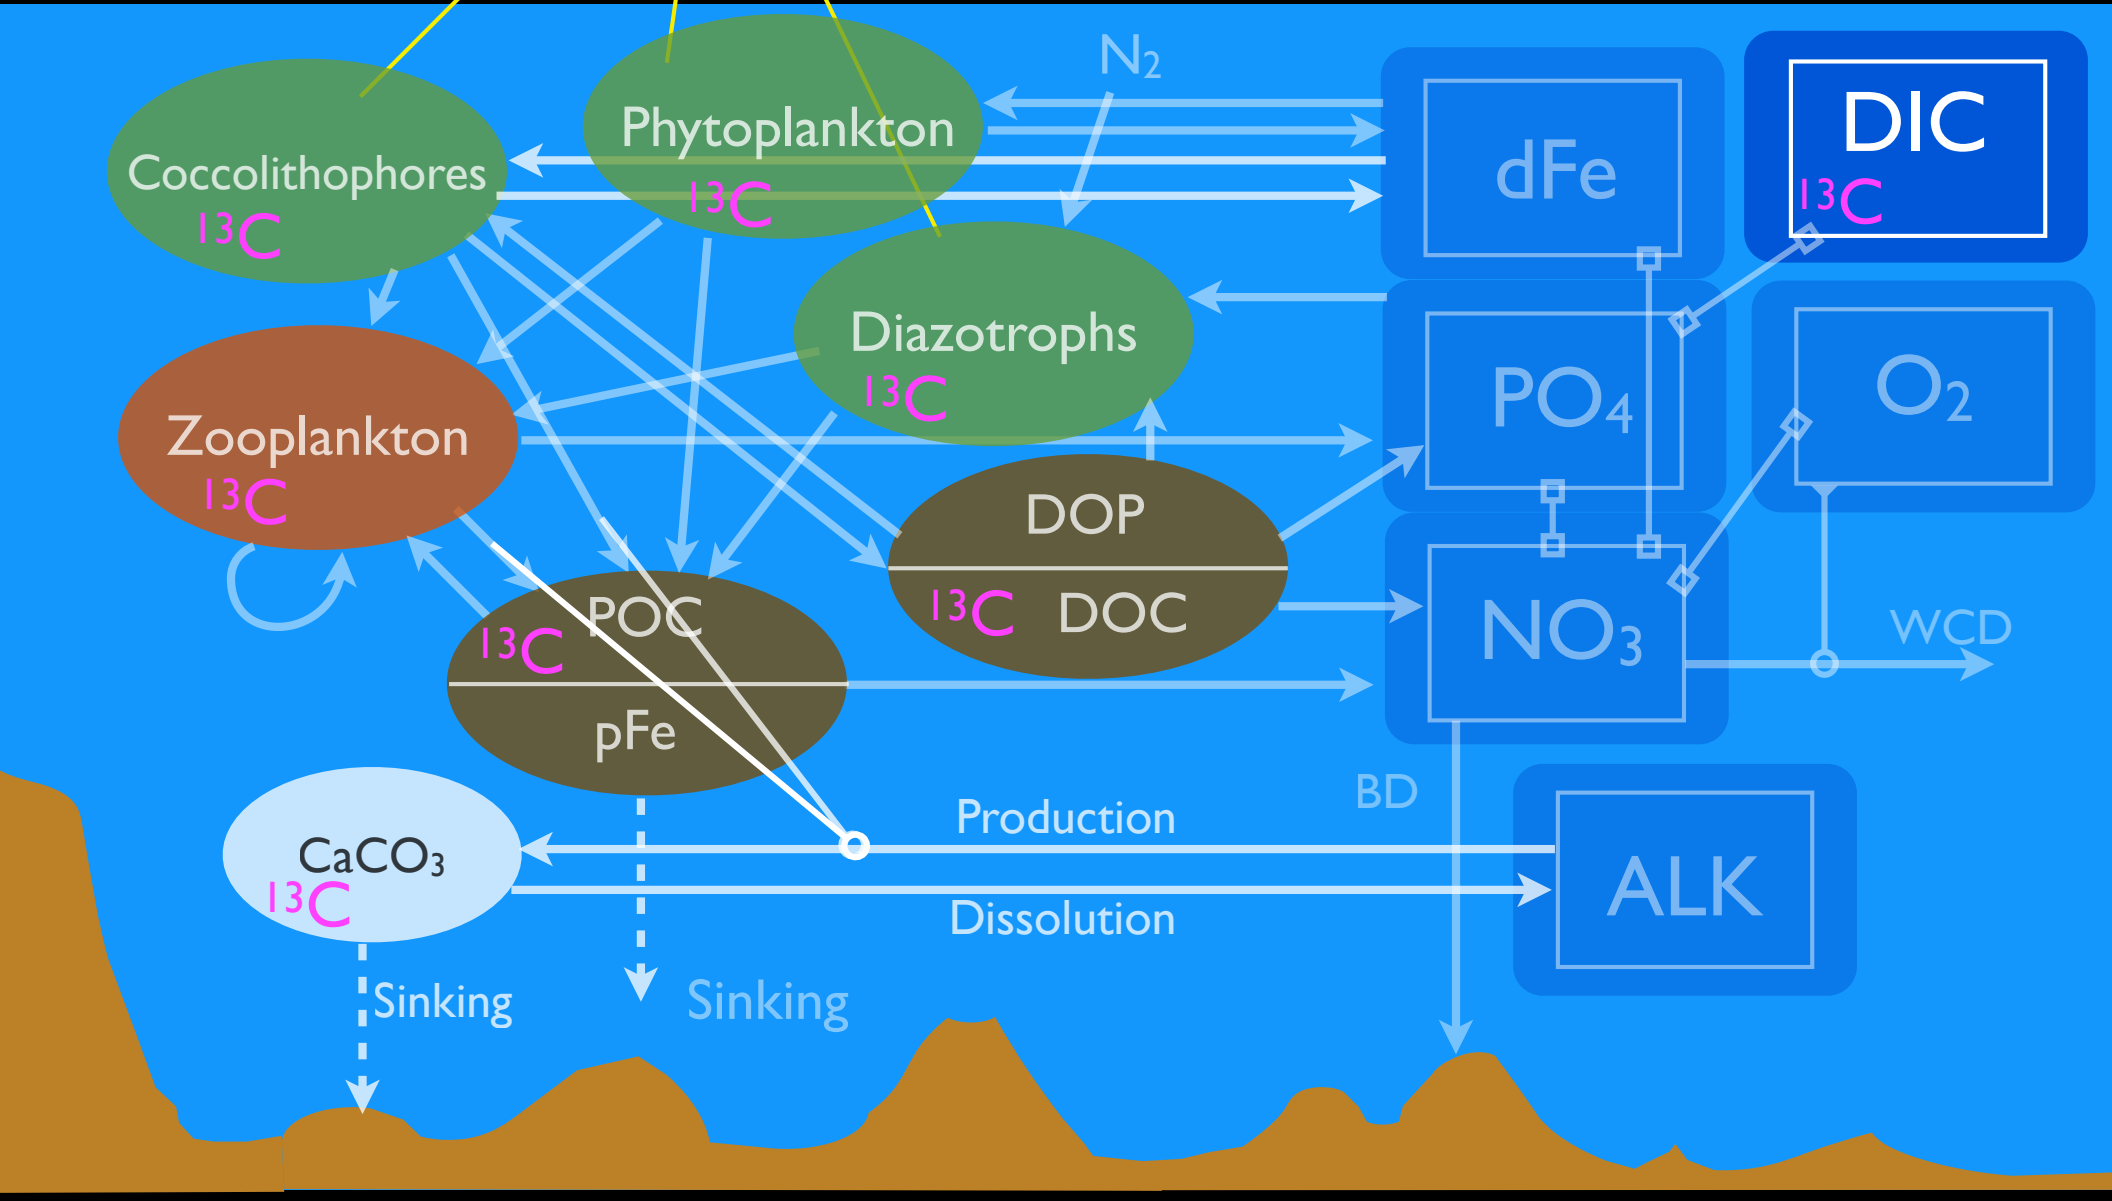 N₂
Phytoplankton
¹³C
DIC
¹³C
dFe
Coccolithophores
¹³C
Diazotrophs
¹³C
PO₄
O₂
Zooplankton
¹³C
DOP
¹³C DOC
POC
¹³C
pFe
NO₃
WCD
BD
Production
CaCO₃
¹³C
ALK
Dissolution
Sinking
Sinking